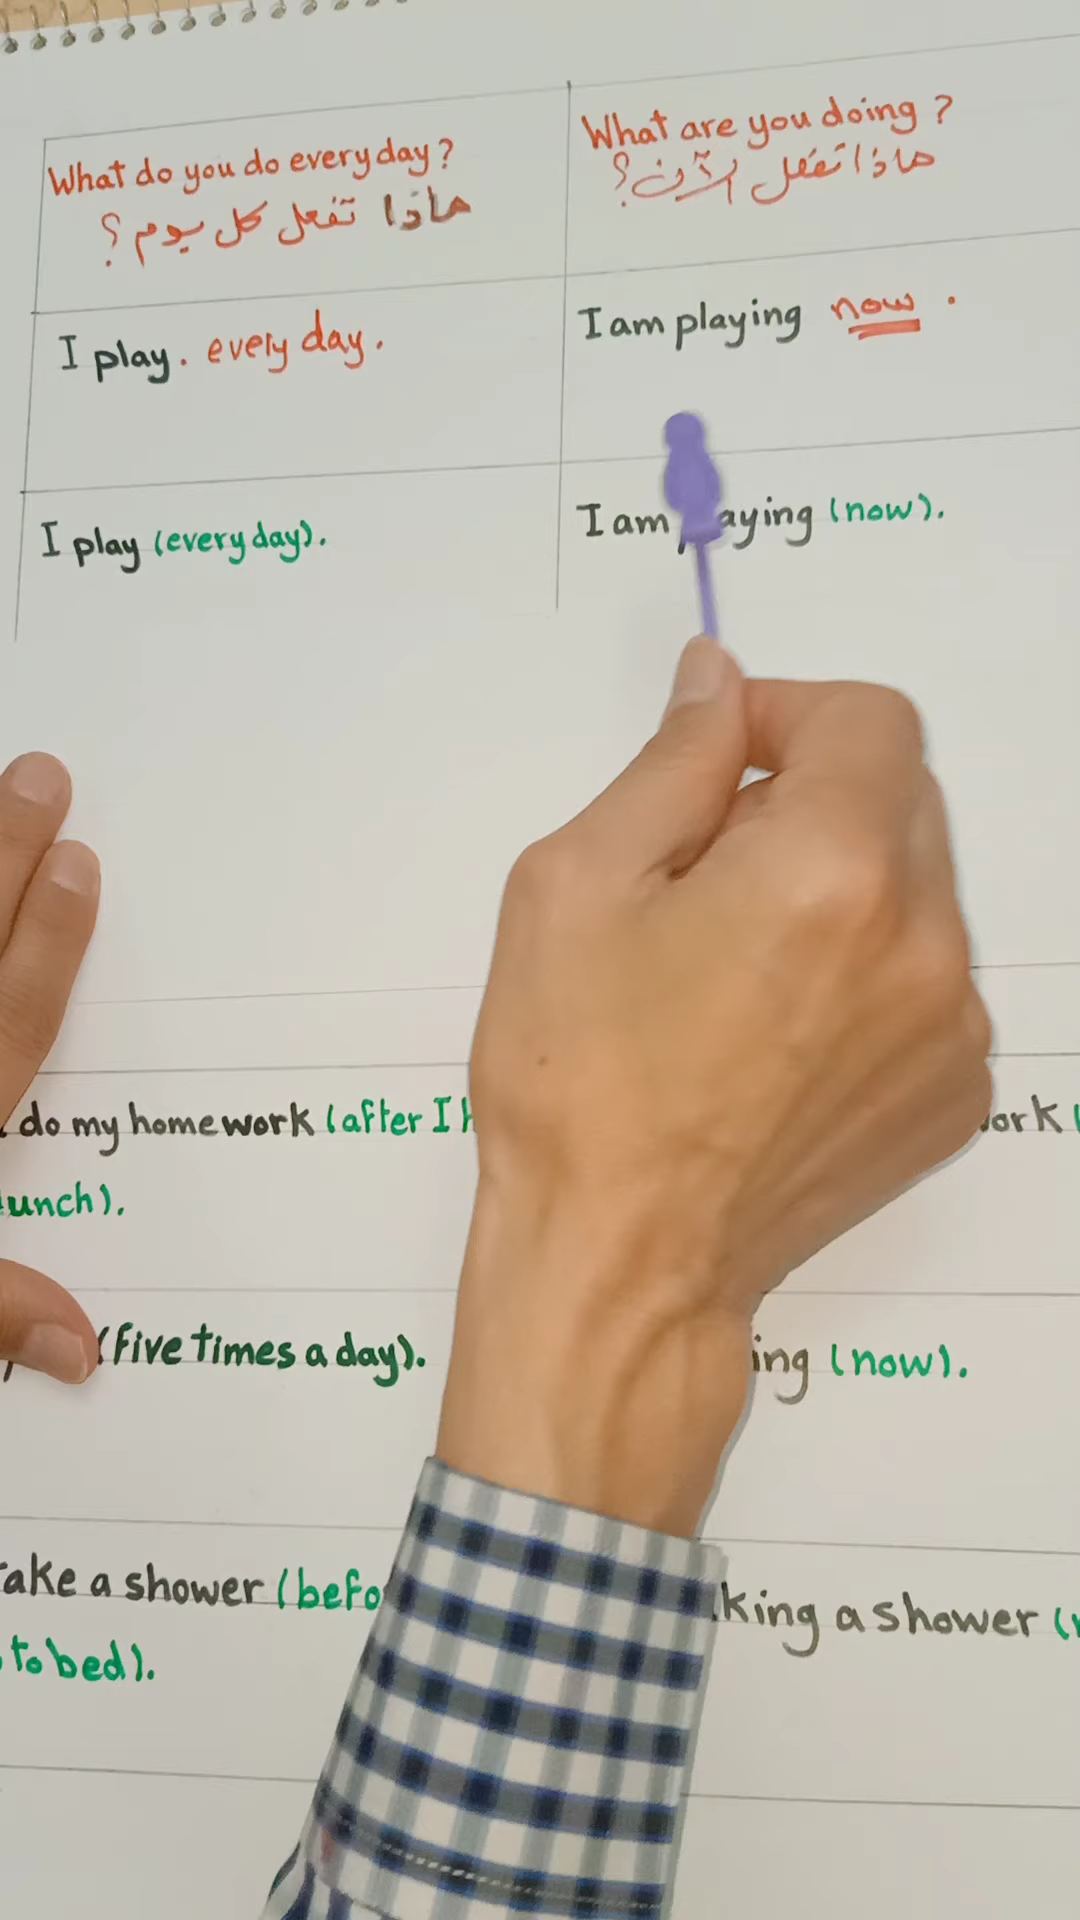 What do you do every day?
ماذا تفعل كل يوم؟
What are you doing?
ماذا تفعل الآن؟
I play. every day.
I am playing now.
I play (every day).
I am aying (now).
do my homework (after I
unch).
ork (
(five times a day).
ing (now).
ake a shower (befo
king a shower (
to bed).